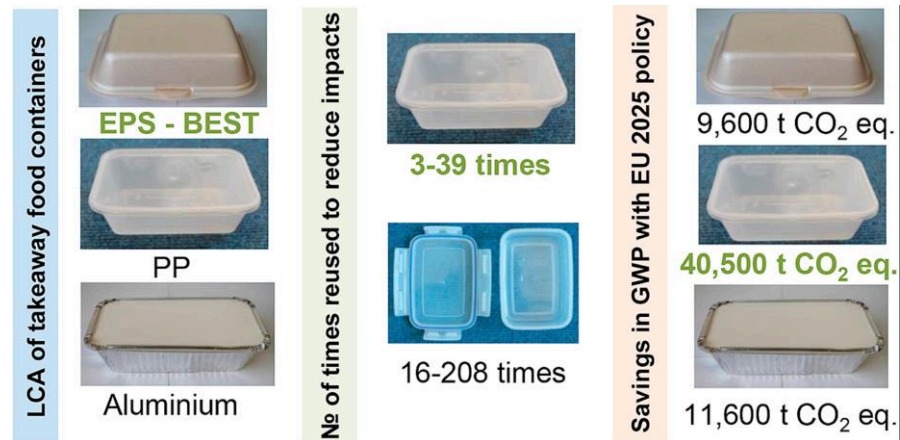 LCA of takeaway food containers
EPS - BEST
PP
Aluminium
№ of times reused to reduce impacts
3-39 times
16-208 times
Savings in GWP with EU 2025 policy
9,600 t CO₂ eq.
40,500 t CO₂ eq.
11,600 t CO₂ eq.